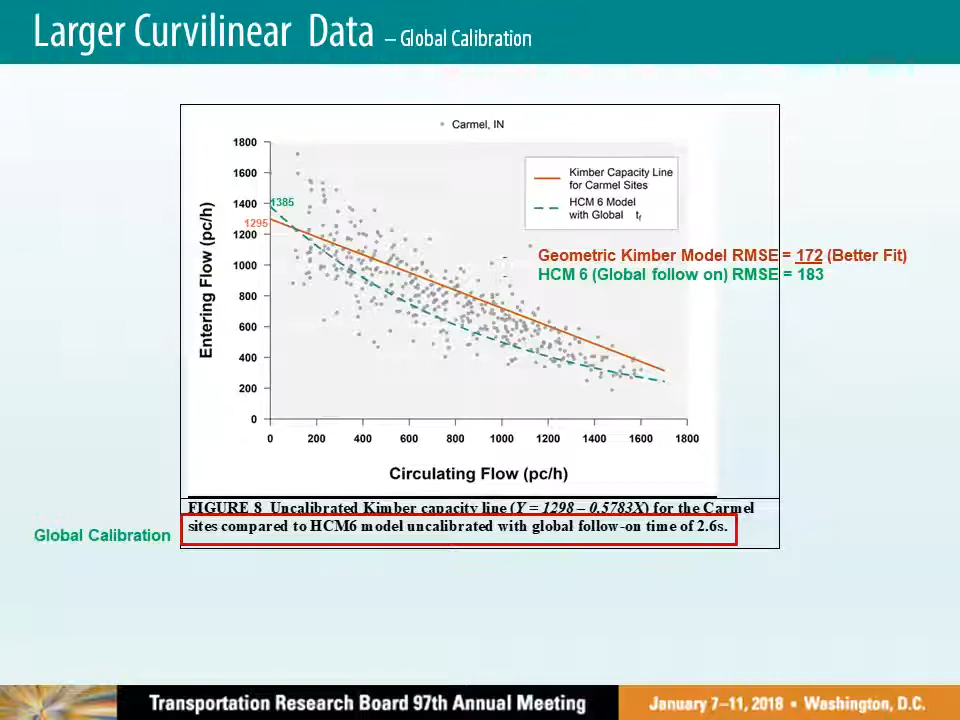 Larger Curvilinear Data – Global Calibration
Carmel, IN
Kimber Capacity Line
for Carmel Sites
HCM 6 Model
with Global tf
1800
1600
1400
1200
1000
800
600
400
200
0
1385
1295
Entering Flow (pc/h)
0 200 400 600 800 1000 1200 1400 1600 1800
Circulating Flow (pc/h)
Geometric Kimber Model RMSE = 172 (Better Fit)
HCM 6 (Global follow on) RMSE = 183
FIGURE 8 Uncalibrated Kimber capacity line (Y = 1298 – 0.5783X) for the Carmel
sites compared to HCM6 model uncalibrated with global follow-on time of 2.6s.
Global Calibration
Transportation Research Board 97th Annual Meeting
January 7–11, 2018 • Washington, D.C.